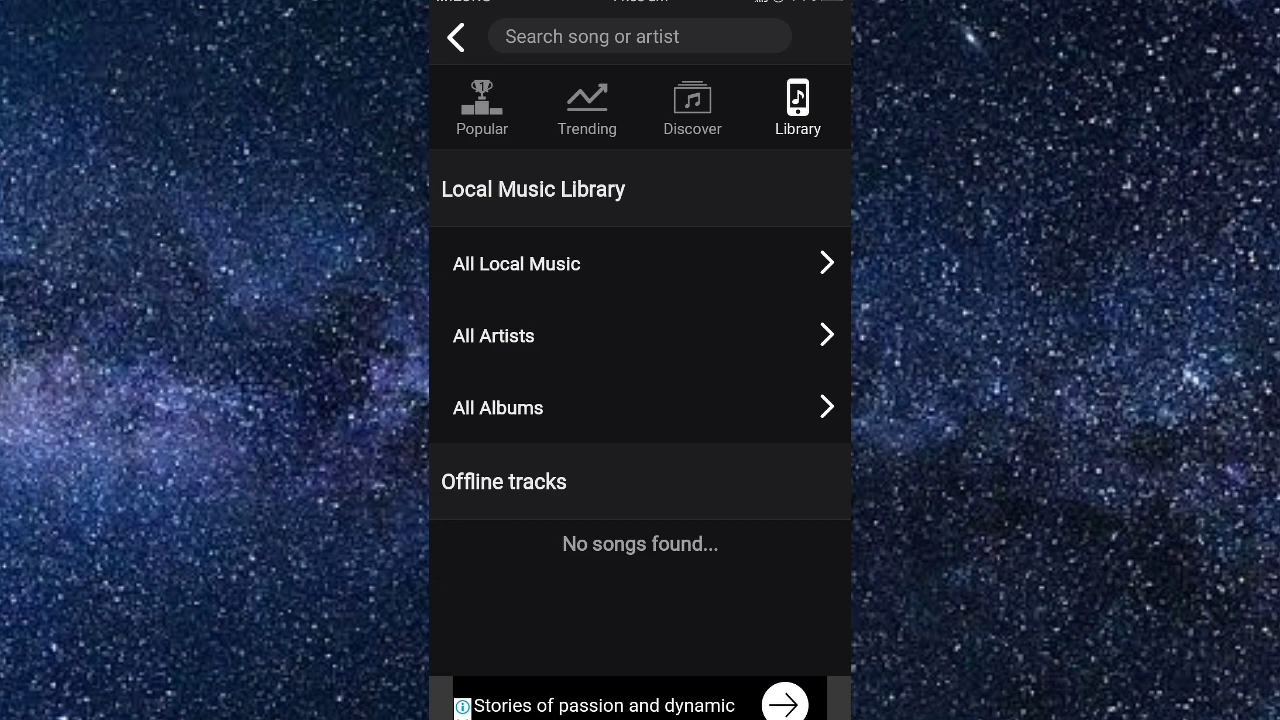 Search song or artist
1
Popular
Trending
Discover
Library
Local Music Library
All Local Music
All Artists
All Albums
Offline tracks
No songs found...
Stories of passion and dynamic